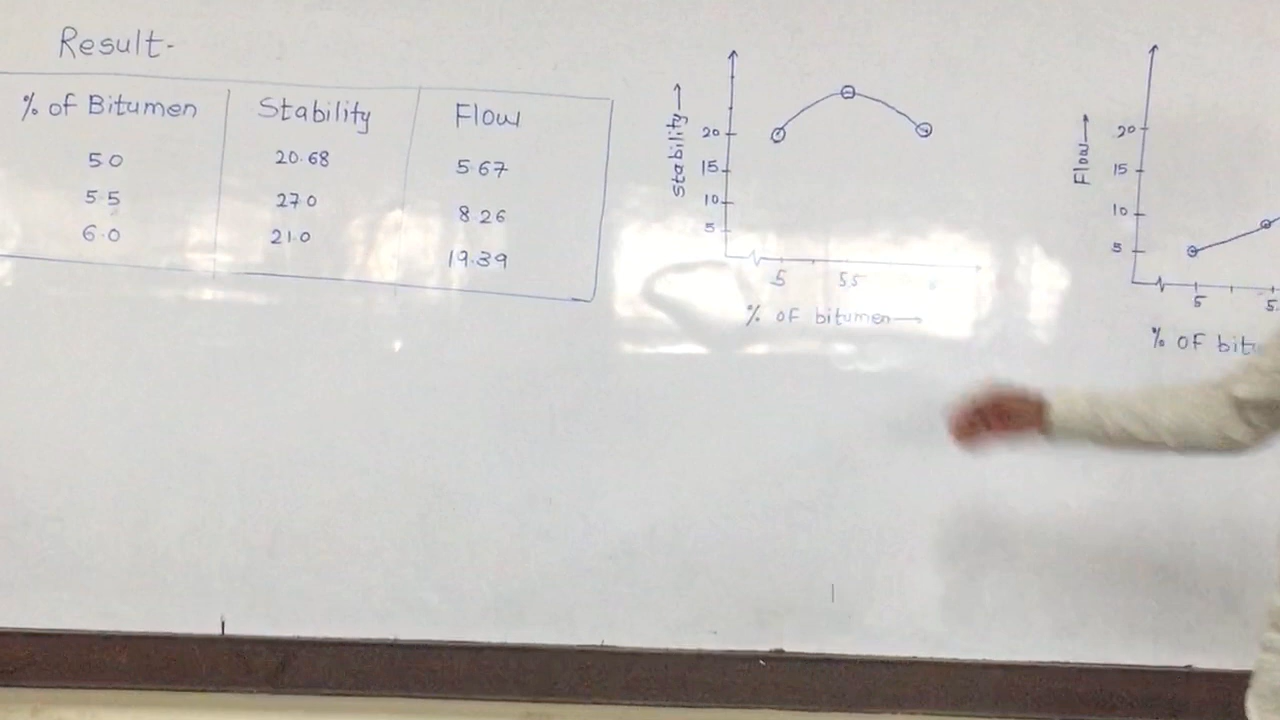 Result-
% of Bitumen Stability Flow
5.0 20.68 5.67
5.5 27.0 8.26
6.0 21.0 19.39
Stability
20
15
10
5
5 5.5
% of bitumen
Flow
20
15
10
5
5 5.
% of bitu